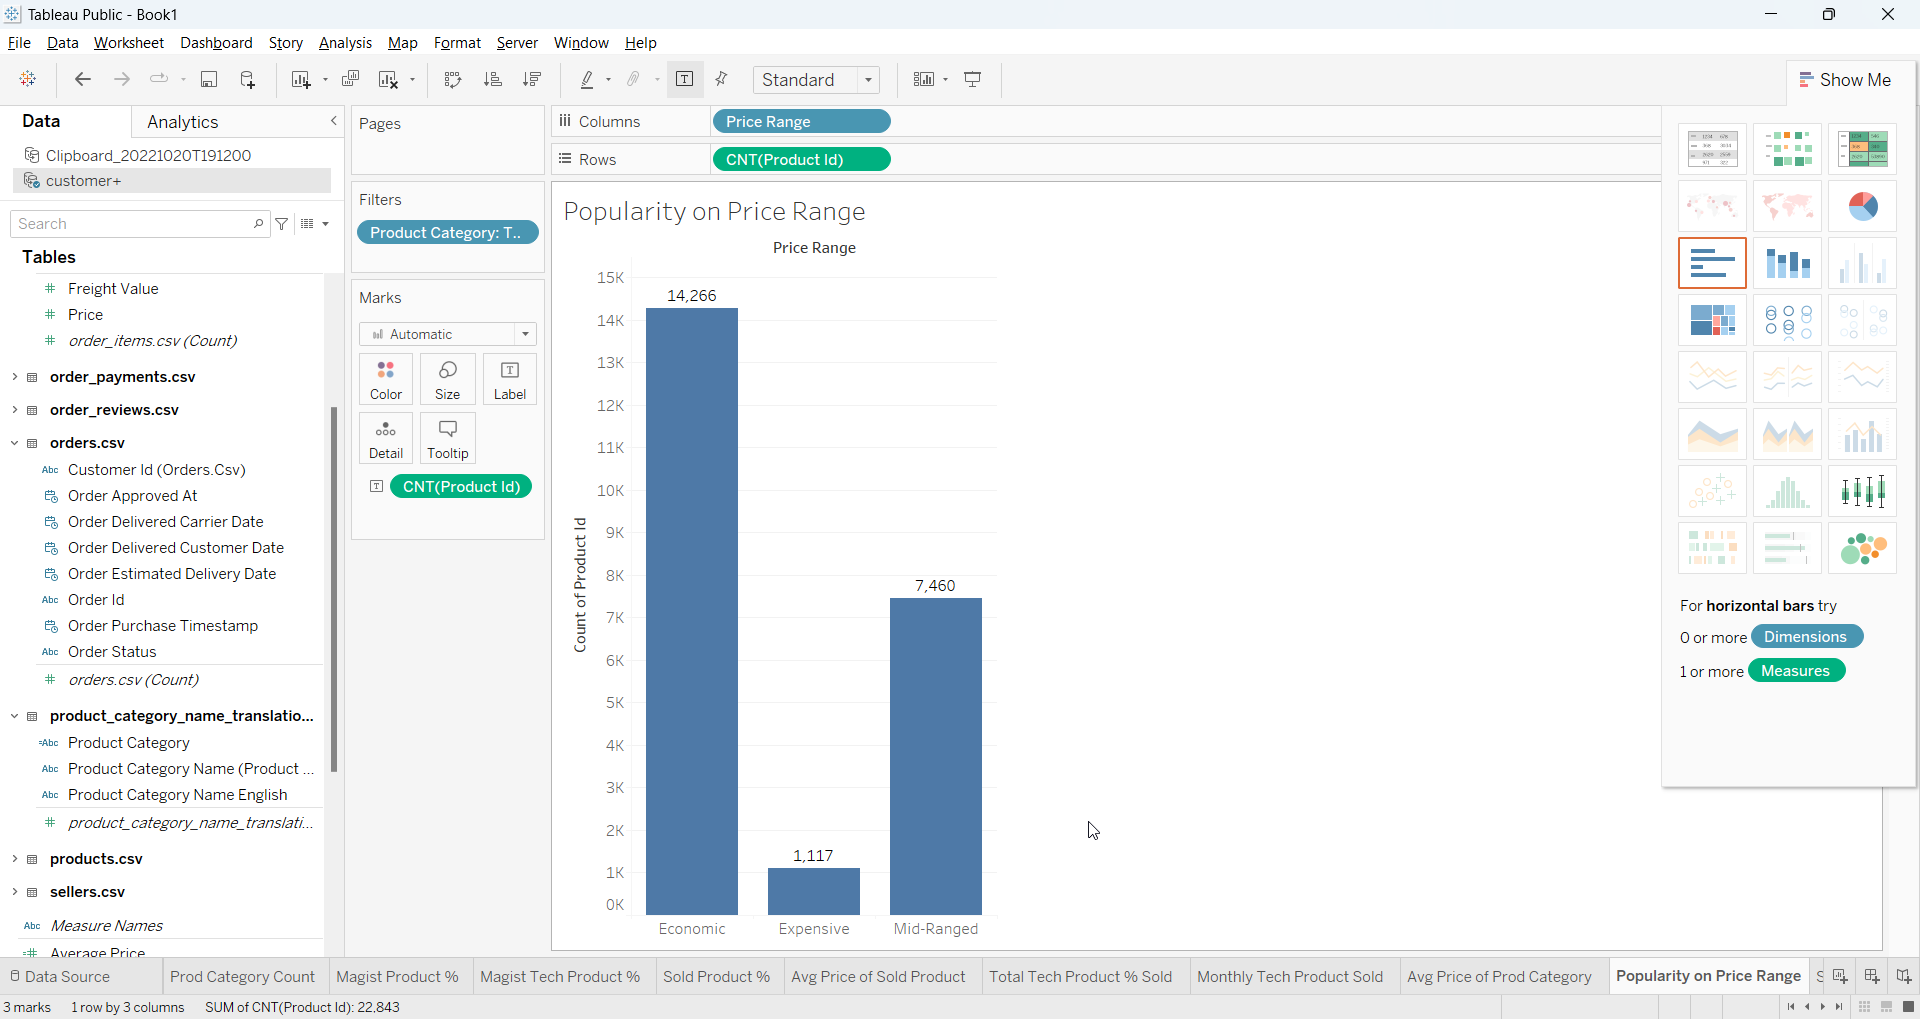 Tableau Public - Book1
File Data Worksheet Dashboard Story Analysis Map Format Server Window Help
Standard
Show Me
Data
Analytics
Clipboard_20221020T191200
customer+
Search
Tables
Freight Value
Price
order_items.csv (Count)
order_payments.csv
order_reviews.csv
orders.csv
Abc Customer Id (Orders.Csv)
Order Approved At
Order Delivered Carrier Date
Order Delivered Customer Date
Order Estimated Delivery Date
Abc Order Id
Order Purchase Timestamp
Abc Order Status
orders.csv (Count)
product_category_name_translatio...
=Abc Product Category
Abc Product Category Name (Product ...
Abc Product Category Name English
product_category_name_translati...
products.csv
sellers.csv
Abc Measure Names
Average Price
Pages
Filters
Product Category: T..
Marks
Automatic
Color
Size
Label
Detail
Tooltip
CNT(Product Id)
Columns
Price Range
Rows
CNT(Product Id)
Popularity on Price Range
Price Range
Count of Product Id
15K
14K
13K
12K
11K
10K
9K
8K
7K
6K
5K
4K
3K
2K
1K
0K
14,266
1,117
7,460
Economic
Expensive
Mid-Ranged
For horizontal bars try
0 or more Dimensions
1 or more Measures
Data Source
Prod Category Count
Magist Product %
Magist Tech Product %
Sold Product %
Avg Price of Sold Product
Total Tech Product % Sold
Monthly Tech Product Sold
Avg Price of Prod Category
Popularity on Price Range
3 marks
1 row by 3 columns
SUM of CNT(Product Id): 22,843